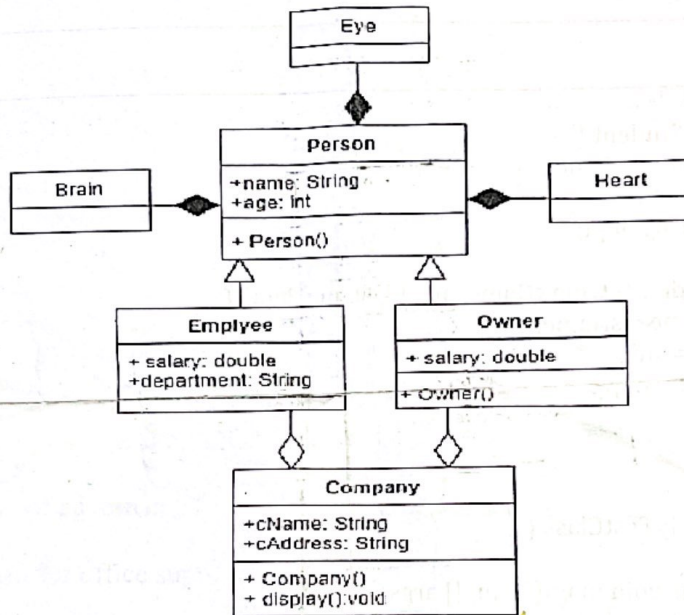 Eye
Person
+name: String
+age: int
+ Person()
Brain
Heart
Emplyee
+ salary: double
+department: String
Owner
+ salary: double
+ Owner()
Company
+cName: String
+cAddress: String
+ Company()
+ display():void